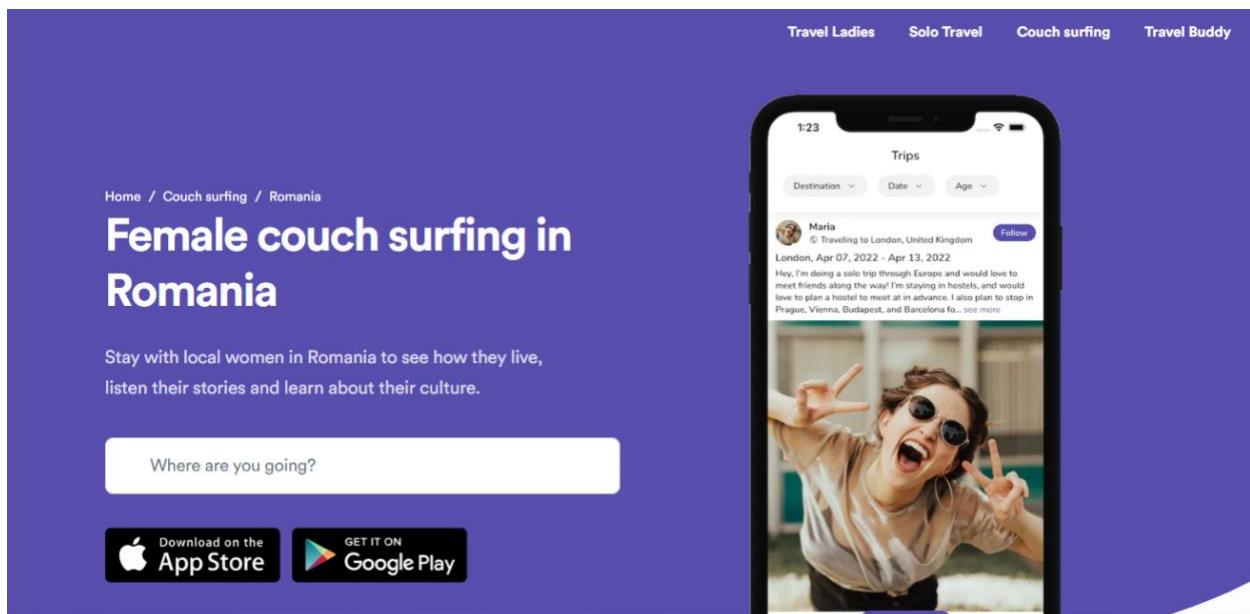 Travel Ladies Solo Travel Couch surfing Travel Buddy
Home / Couch surfing / Romania
Female couch surfing in
Romania
Stay with local women in Romania to see how they live,
listen their stories and learn about their culture.
Where are you going?
Download on the
App Store
GET IT ON
Google Play
1:23
Trips
Destination Date Age
Maria
Traveling to London, United Kingdom
Follow
London, Apr 07, 2022 - Apr 13, 2022
Hey, I'm doing a solo trip through Europe and would love to
meet friends along the way! I'm staying in hostels, and would
love to plan a hostel to meet at in advance. I also plan to stop in
Prague, Vienna, Budapest, and Barcelona fo... see more